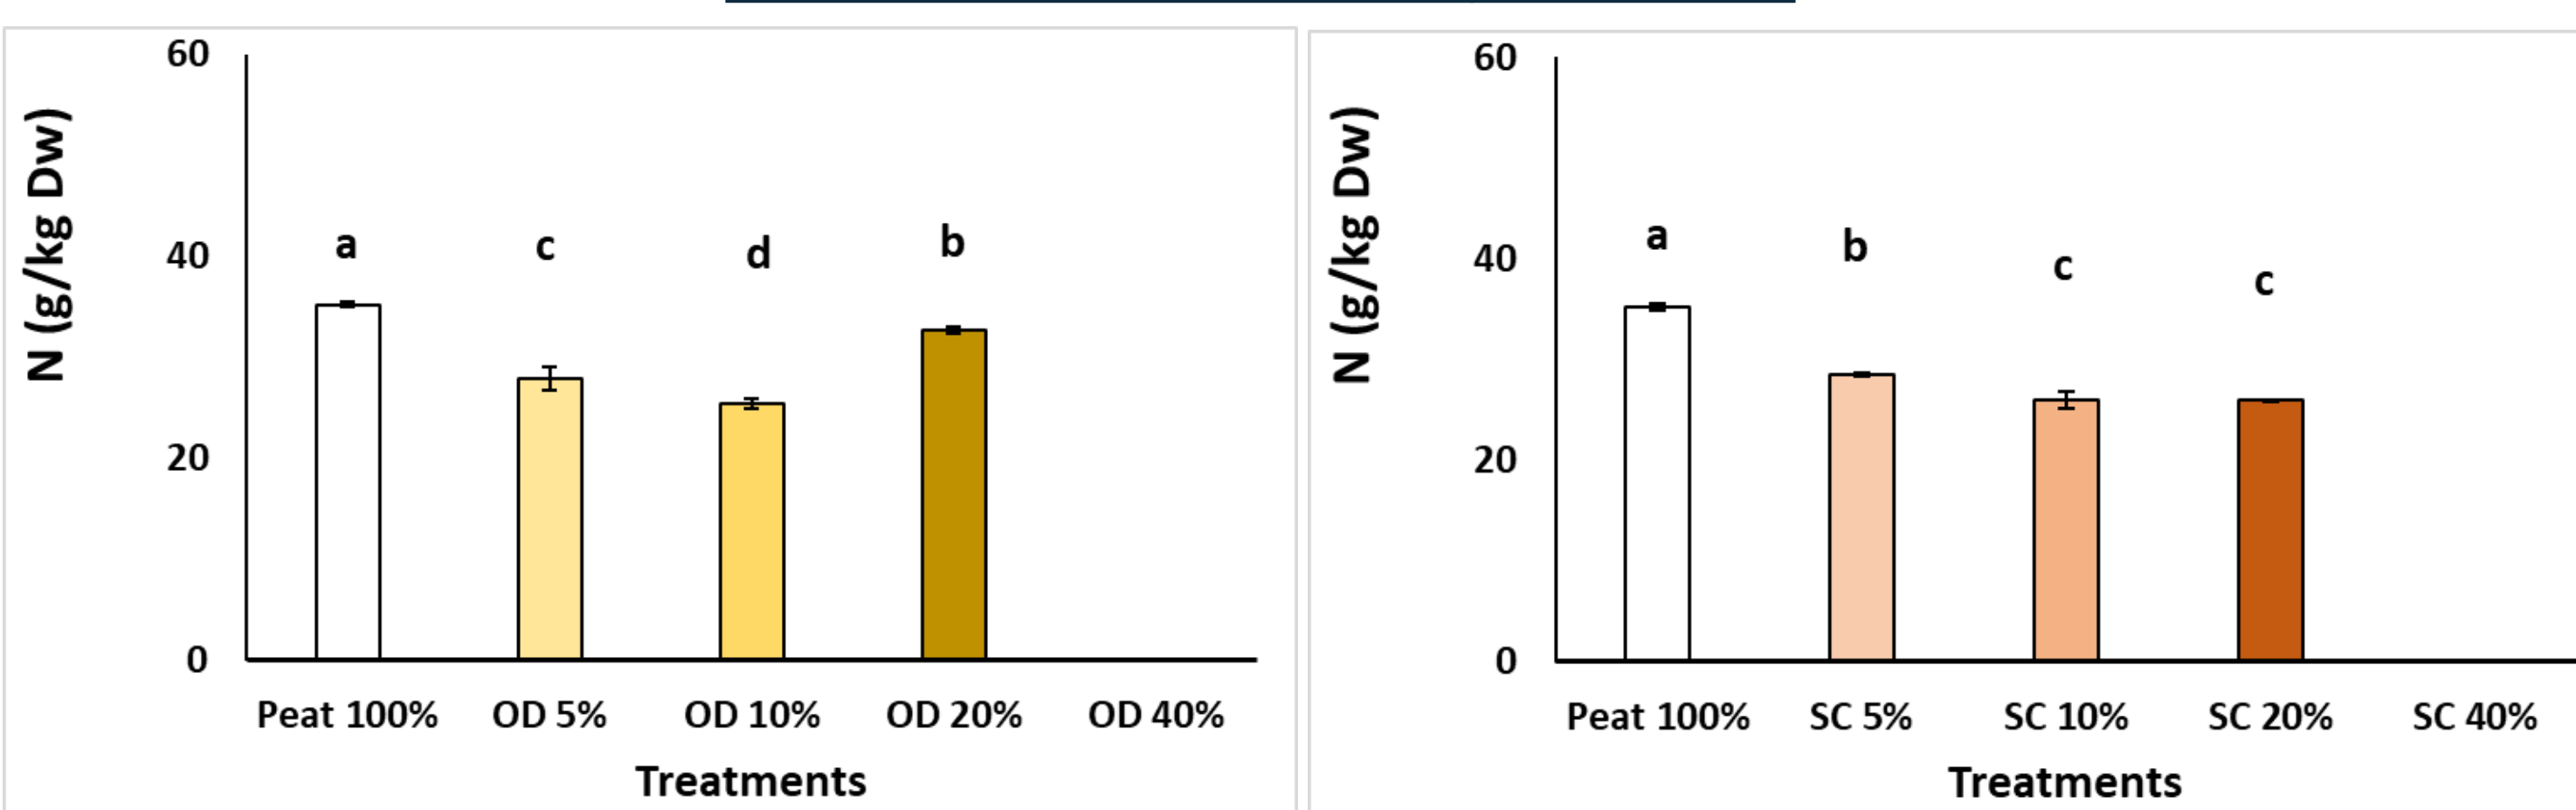 60
40
20
0
N (g/kg Dw)
a
c
d
b
Peat 100% OD 5% OD 10% OD 20% OD 40%
Treatments
60
40
20
0
N (g/kg Dw)
a
b
c
c
Peat 100% SC 5% SC 10% SC 20% SC 40%
Treatments